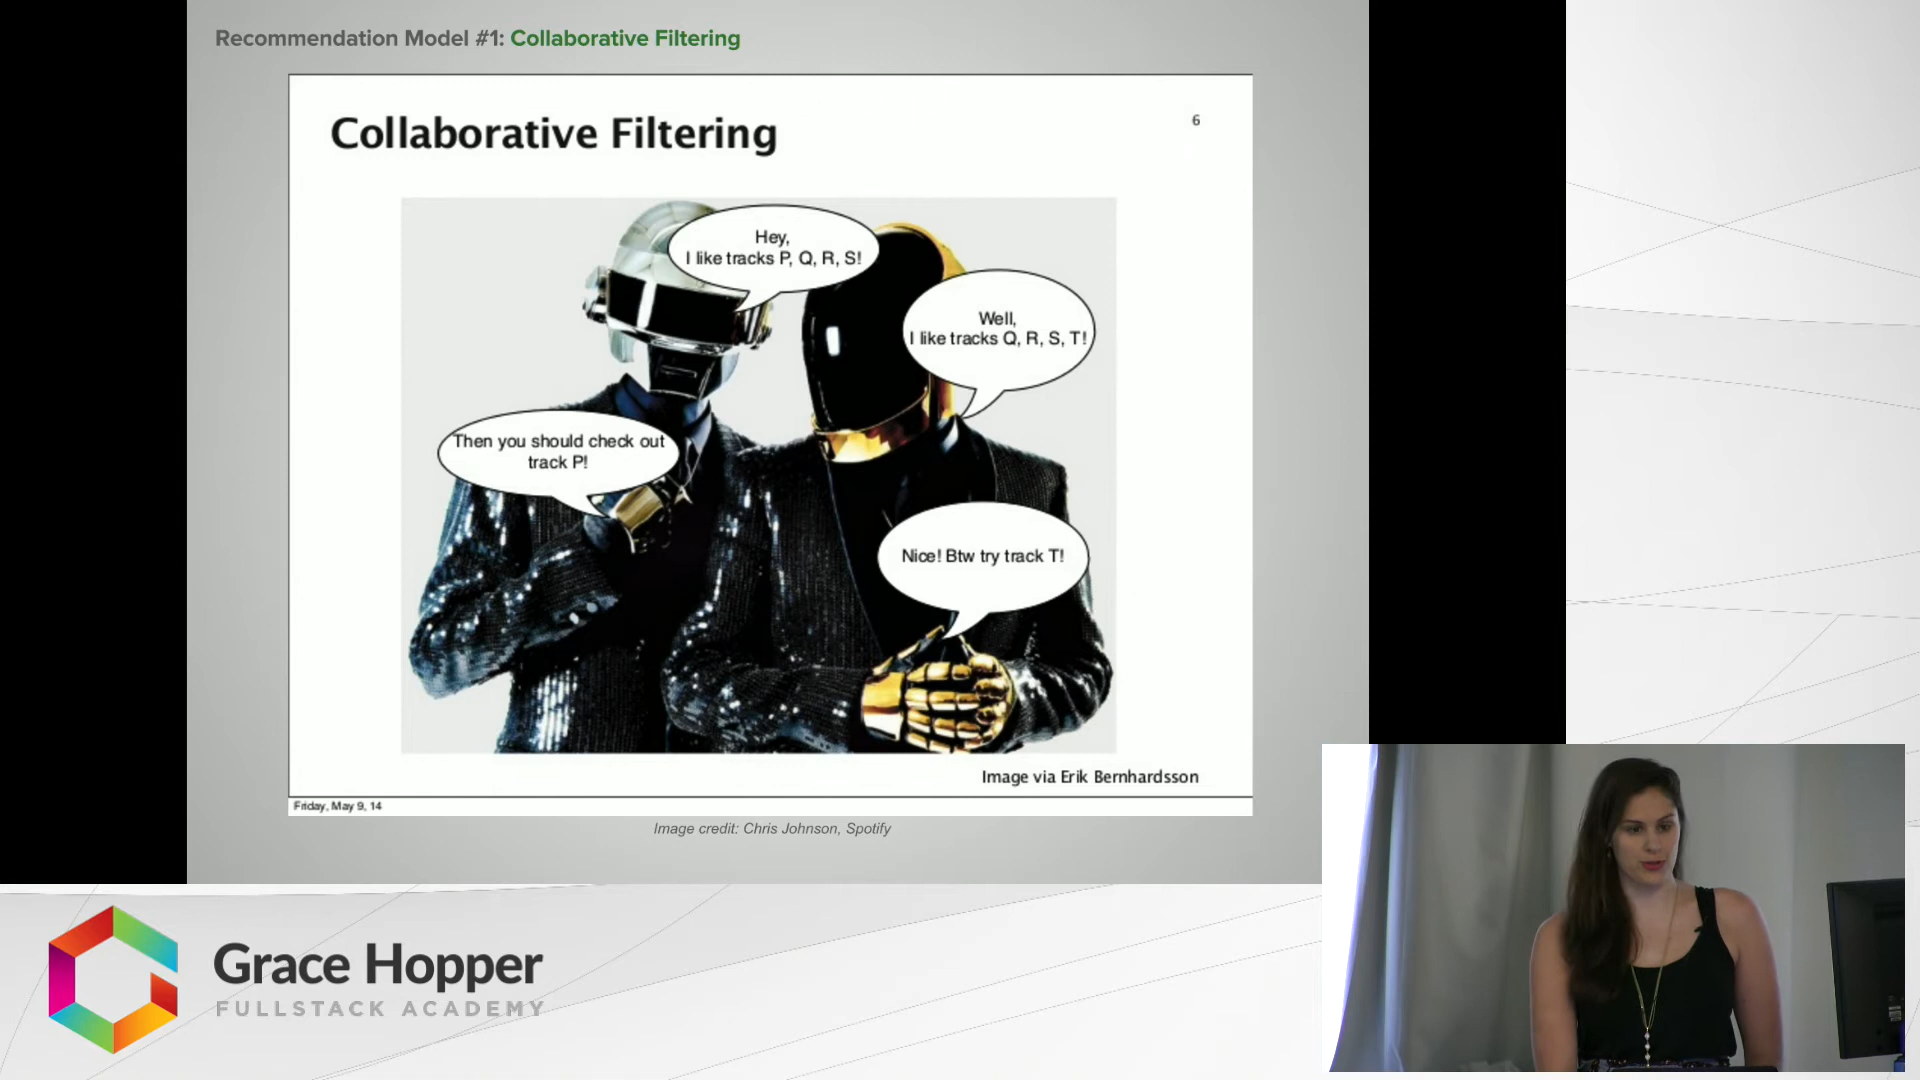 Recommendation Model #1: Collaborative Filtering
Collaborative Filtering
6
Hey,
I like tracks P, Q, R, S!
Well,
I like tracks Q, R, S, T!
Then you should check out
track P!
Nice! Btw try track T!
Image via Erik Bernhardsson
Friday, May 9, 14
Image credit: Chris Johnson, Spotify
Grace Hopper
FULLSTACK ACADEMY